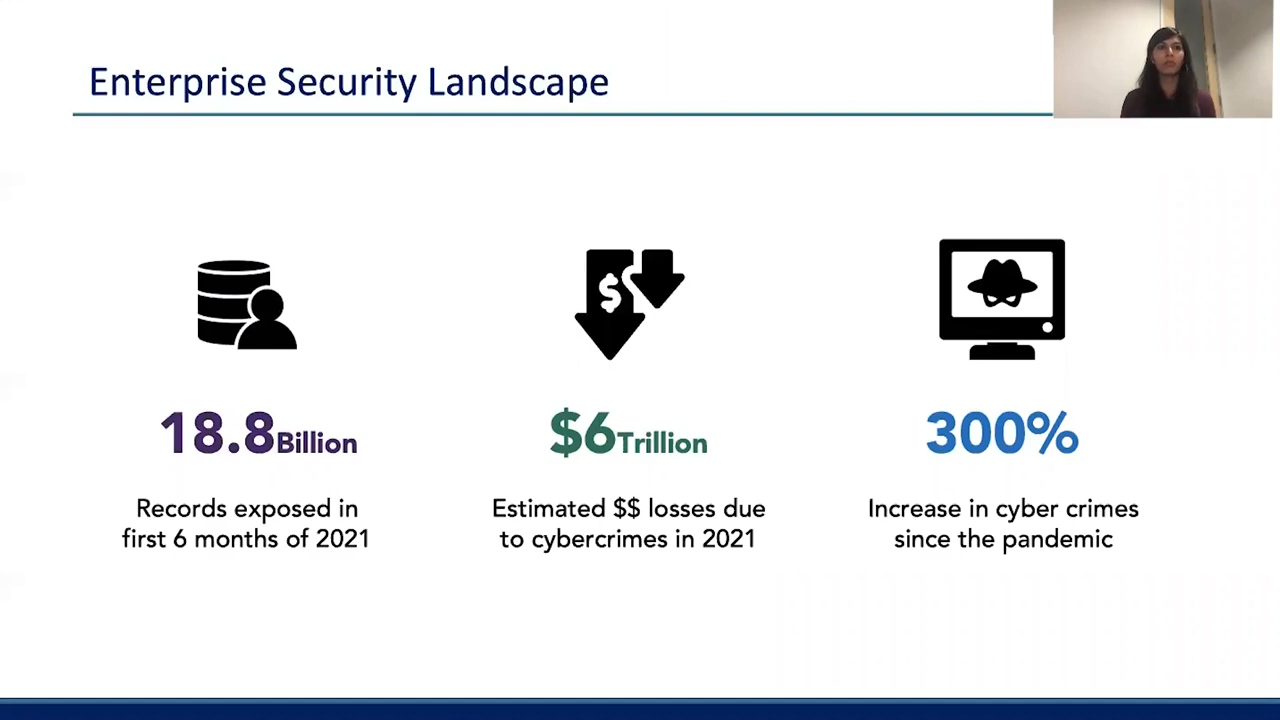 Enterprise Security Landscape
$
18.8Billion
Records exposed in
first 6 months of 2021
$6Trillion
Estimated $$ losses due
to cybercrimes in 2021
300%
Increase in cyber crimes
since the pandemic